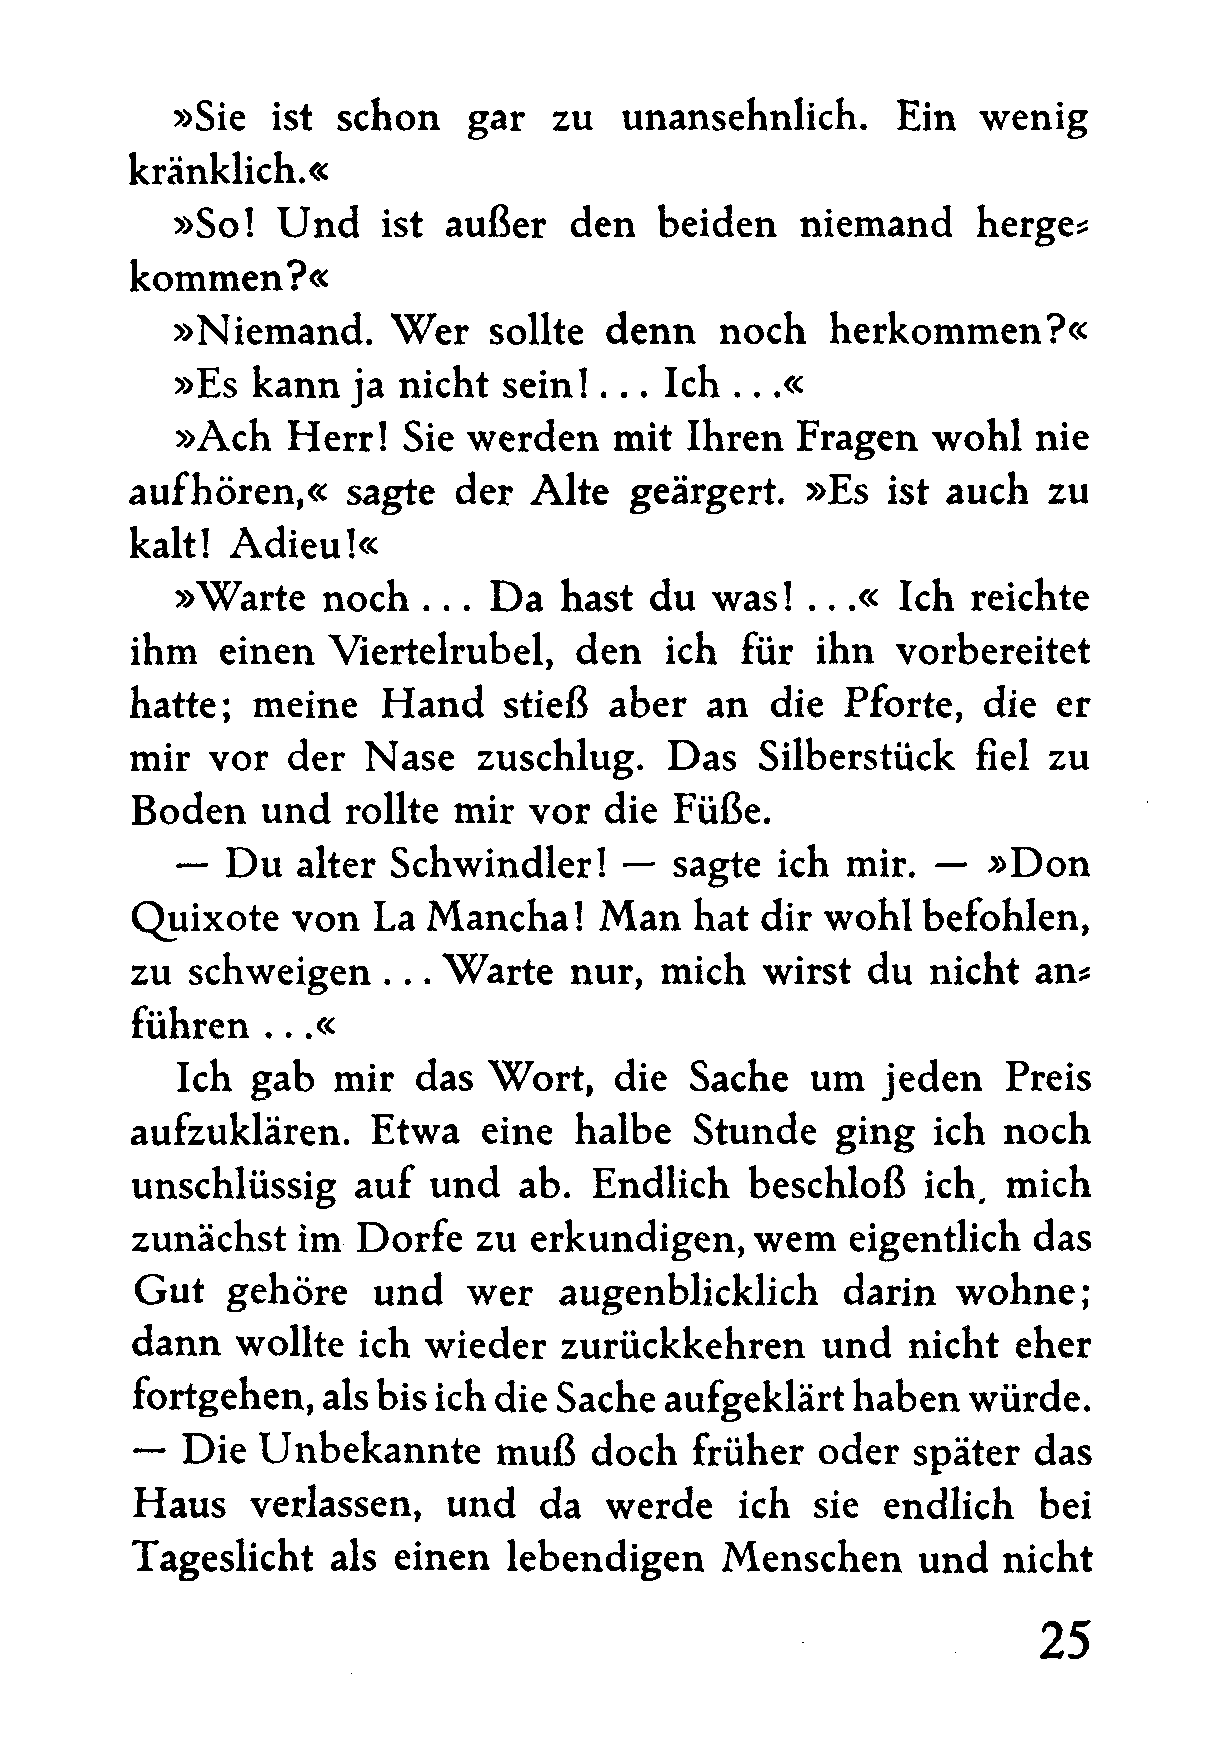 »Sie ist schon gar zu unansehnlich. Ein wenig
kränklich.«
»So! Und ist außer den beiden niemand herge⸗
kommen?«
»Niemand. Wer sollte denn noch herkommen?«
»Es kann ja nicht sein! . . . Ich . . .«
»Ach Herr! Sie werden mit Ihren Fragen wohl nie
aufhören,« sagte der Alte geärgert. »Es ist auch zu
kalt! Adieu!«
»Warte noch . . . Da hast du was! . . .« Ich reichte
ihm einen Viertelrubel, den ich für ihn vorbereitet
hatte; meine Hand stieß aber an die Pforte, die er
mir vor der Nase zuschlug. Das Silberstück fiel zu
Boden und rollte mir vor die Füße.
— Du alter Schwindler! — sagte ich mir. — »Don
Quixote von La Mancha! Man hat dir wohl befohlen,
zu schweigen . . . Warte nur, mich wirst du nicht an⸗
führen . . .«
Ich gab mir das Wort, die Sache um jeden Preis
aufzuklären. Etwa eine halbe Stunde ging ich noch
unschlüssig auf und ab. Endlich beschloß ich, mich
zunächst im Dorfe zu erkundigen, wem eigentlich das
Gut gehöre und wer augenblicklich darin wohne;
dann wollte ich wieder zurückkehren und nicht eher
fortgehen, als bis ich die Sache aufgeklärt haben würde.
— Die Unbekannte muß doch früher oder später das
Haus verlassen, und da werde ich sie endlich bei
Tageslicht als einen lebendigen Menschen und nicht
25